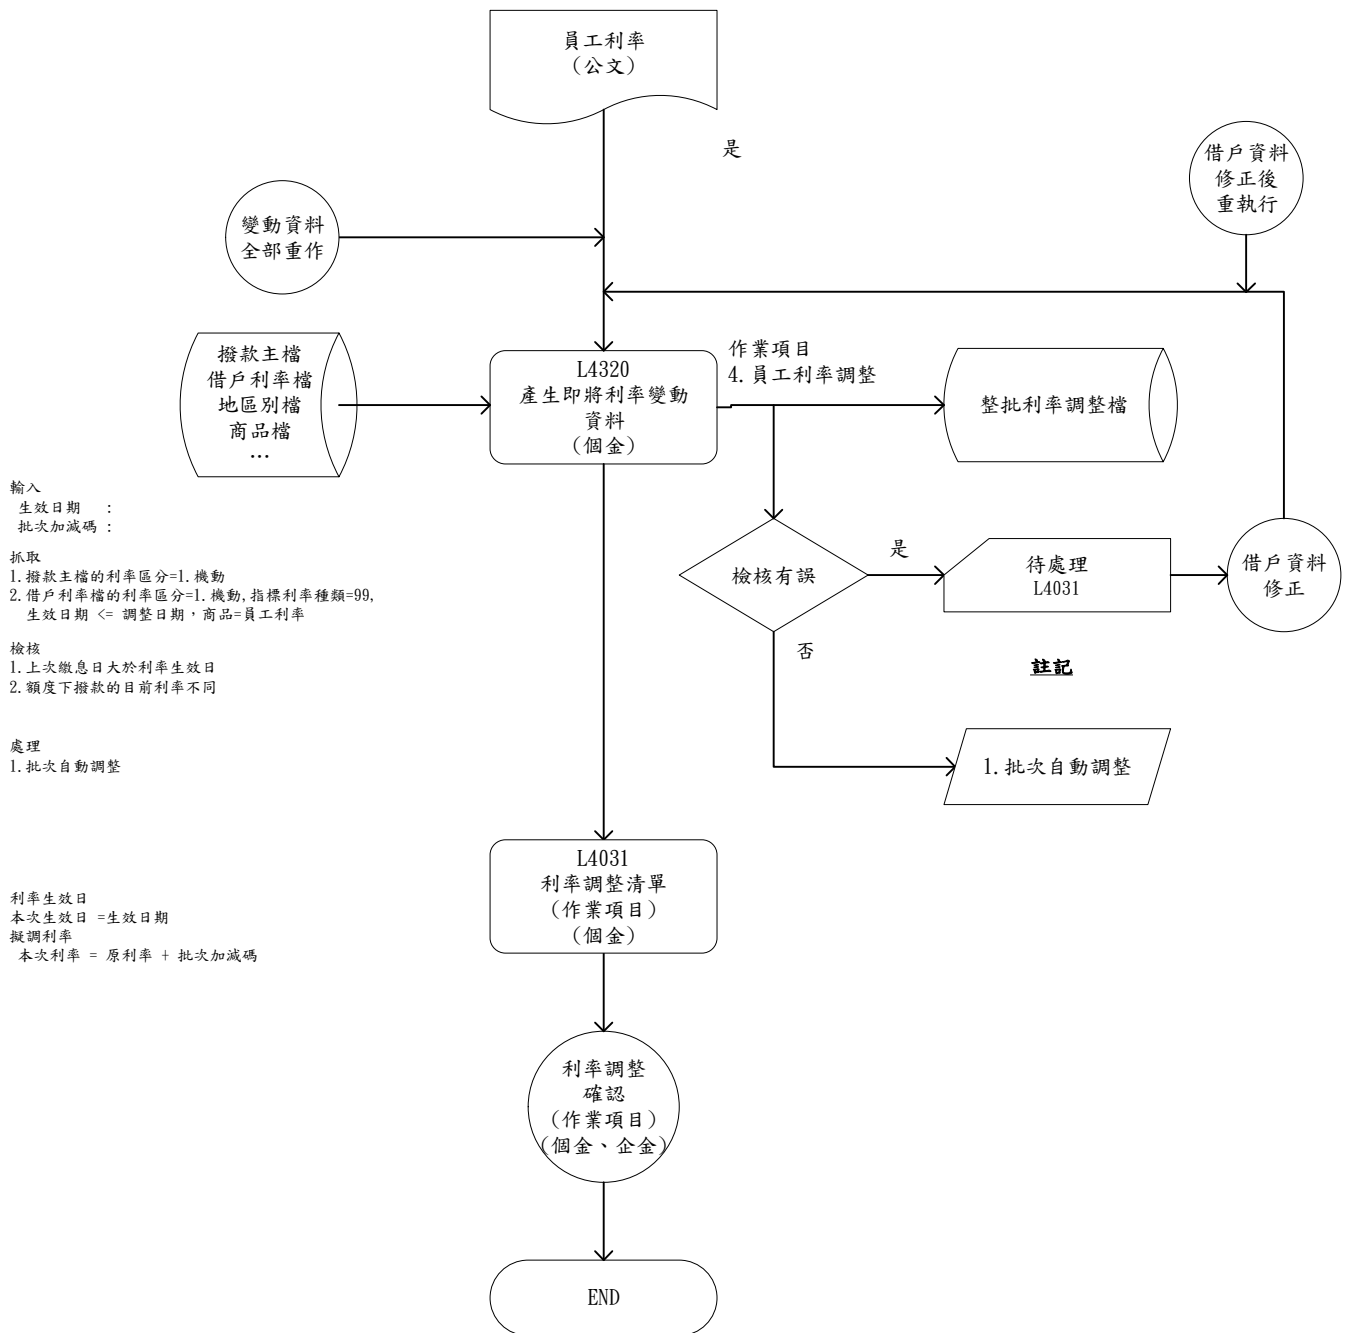 員工利率
(公文)
是
借戶資料
修正後
重執行
變動資料
全部重作
撥款主檔
借戶利率檔
地區別檔
商品檔
…
L4320
產生即將利率變動
資料
(個金)
作業項目
4.員工利率調整
整批利率調整檔
輸入
生效日期 :
批次加減碼 :
抓取
1.撥款主檔的利率區分=1.機動
2.借戶利率檔的利率區分=1.機動,指標利率種類=99,
生效日期 <= 調整日期，商品=員工利率
檢核
1.上次繳息日大於利率生效日
2.額度下撥款的目前利率不同
處理
1.批次自動調整
檢核有誤
是
待處理
L4031
借戶資料
修正
否
註記
1.批次自動調整
L4031
利率調整清單
(作業項目)
(個金)
利率生效日
本次生效日 =生效日期
擬調利率
本次利率 = 原利率 + 批次加減碼
利率調整
確認
(作業項目)
(個金、企金)
END